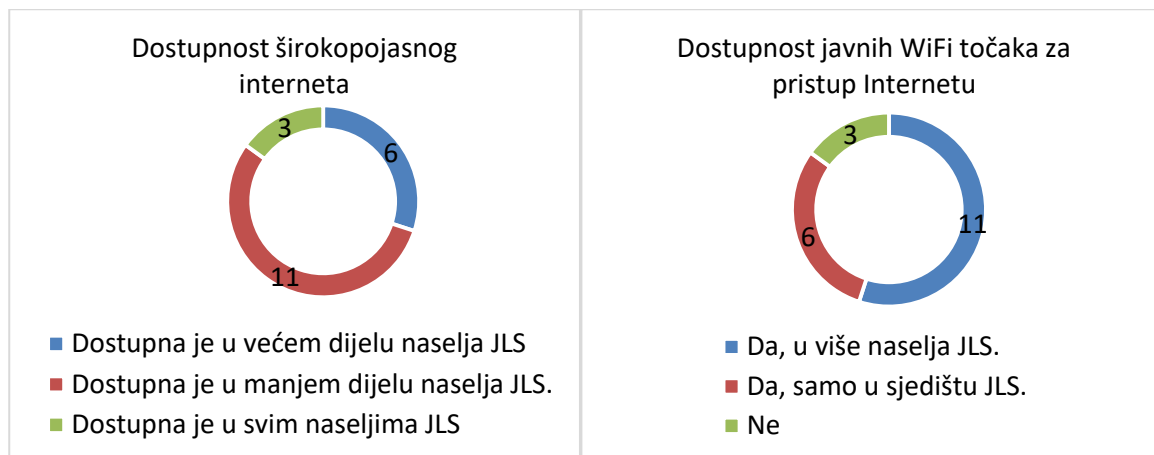 Dostupnost širokopojasnog
interneta
3
6
11
Dostupna je u većem dijelu naselja JLS
Dostupna je u manjem dijelu naselja JLS.
Dostupna je u svim naseljima JLS
Dostupnost javnih WiFi točaka za
pristup Internetu
3
11
6
Da, u više naselja JLS.
Da, samo u sjedištu JLS.
Ne